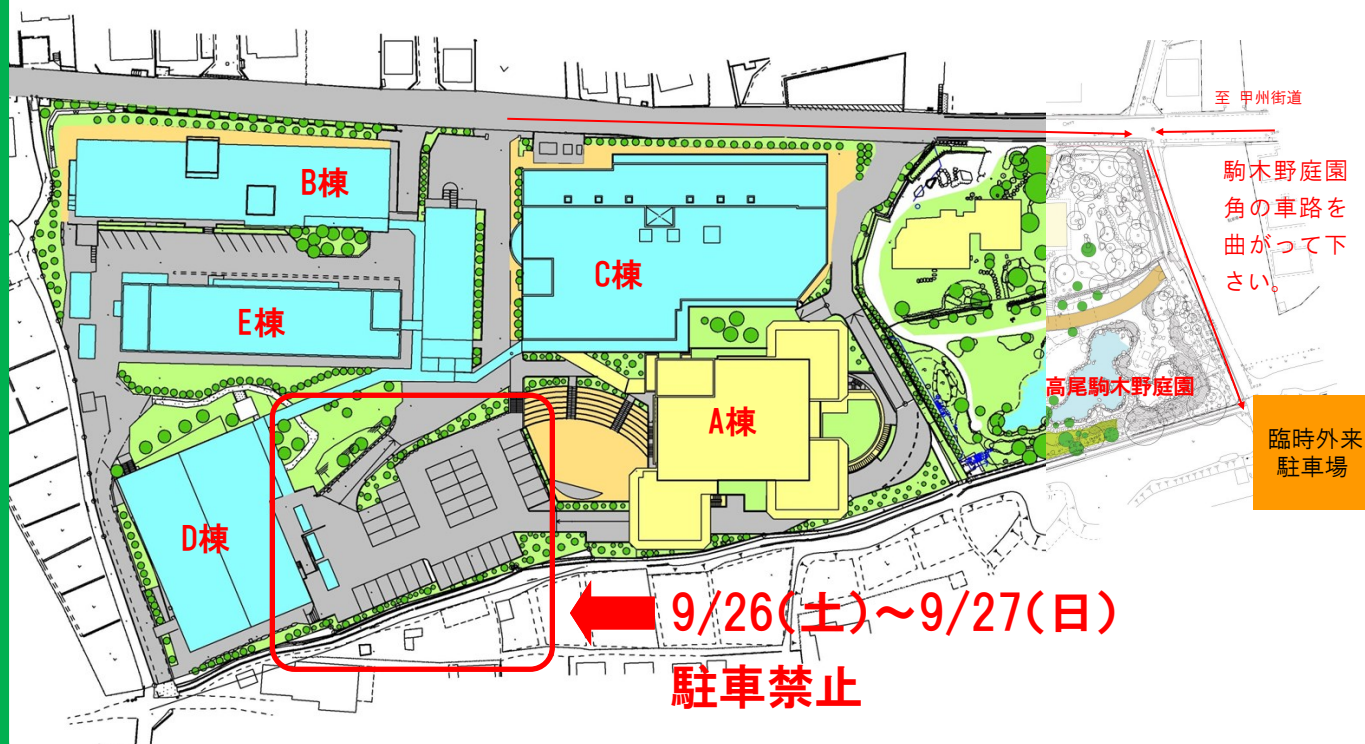 至 甲州街道
駒木野庭園
角の車路を
曲がって下
さい。
B棟
C棟
E棟
高尾駒木野庭園
A棟
臨時外来
駐車場
D棟
9/26(土)～9/27(日)
駐車禁止